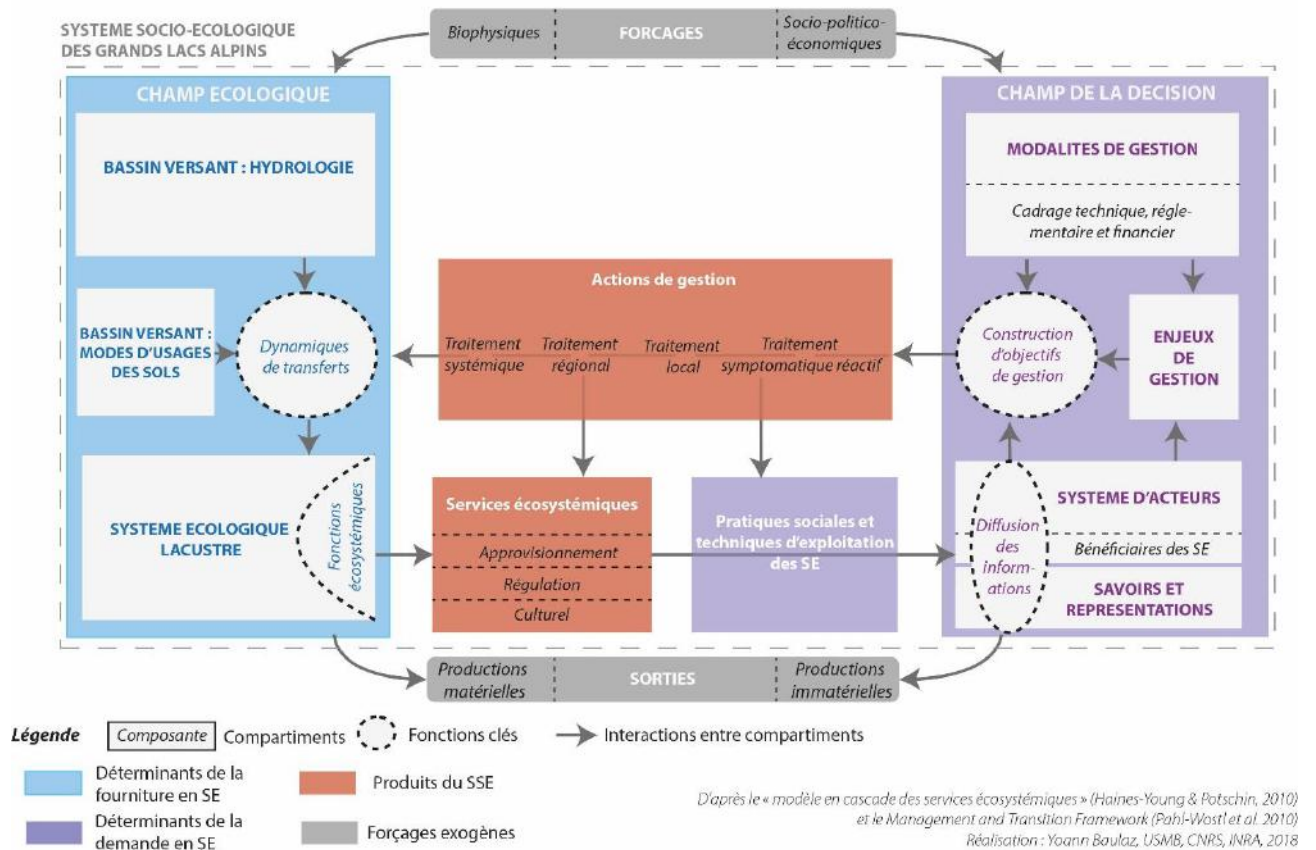 SYSTEME SOCIO-ECOLOGIQUE
DES GRANDS LACS ALPINS
Biophysiques
FORCAGES
Socio-politico-
économiques
CHAMP ECOLOGIQUE
BASSIN VERSANT : HYDROLOGIE
BASSIN VERSANT :
MODES D'USAGES
DES SOLS
Dynamiques
de transferts
SYSTEME ECOLOGIQUE
LACUSTRE
Fonctions
écosystémiques
Actions de gestion
Traitement
systémique
Traitement
régional
Traitement
local
Traitement
symptomatique réactif
Services écosystémiques
Approvisionnement
Régulation
Culturel
Pratiques sociales et
techniques d'exploitation
des SE
CHAMP DE LA DECISION
MODALITES DE GESTION
Cadrage technique, régle-
mentaire et financier
Construction
d'objectifs
de gestion
ENJEUX
DE
GESTION
SYSTEME D'ACTEURS
Bénéficiaires des SE
SAVOIRS ET
REPRESENTATIONS
Diffusion
des
inform-
ations
Productions
matérielles
SORTIES
Productions
immatérielles
Légende
Composante
Compartiments
Fonctions clés
Interactions entre compartiments
Déterminants de la
fourniture en SE
Produits du SSE
Déterminants de la
demande en SE
Forçages exogènes
D'après le « modèle en cascade des services écosystémiques » (Haines-Young & Potschin, 2010)
et le Management and Transition Framework (Pahl-Wostl et al. 2010)
Réalisation : Yoann Baulaz, USMB, CNRS, INRA, 2018